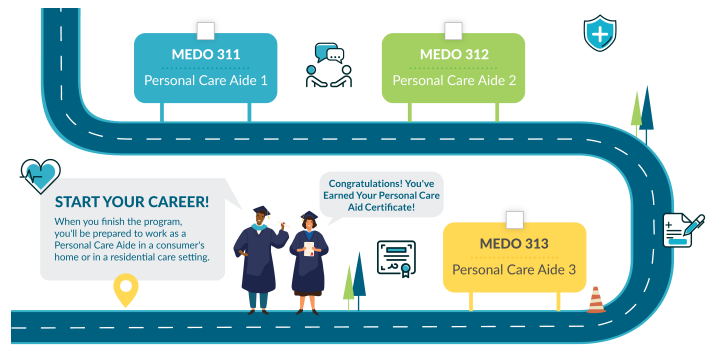 MEDO 311
Personal Care Aide 1
MEDO 312
Personal Care Aide 2
START YOUR CAREER!
When you finish the program,
you'll be prepared to work as a
Personal Care Aide in a consumer's
home or in a residential care setting.
Congratulations! You've
Earned Your Personal Care
Aid Certificate!
MEDO 313
Personal Care Aide 3